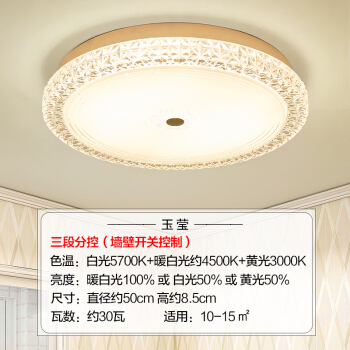 玉莹
三段分控（墙壁开关控制）
色温：白光5700K+暖白光约4500K+黄光3000K
亮度：暖白光100% 或 白光50% 或 黄光50%
尺寸：直径约50cm 高约8.5cm
瓦数：约30瓦 适用：10-15㎡